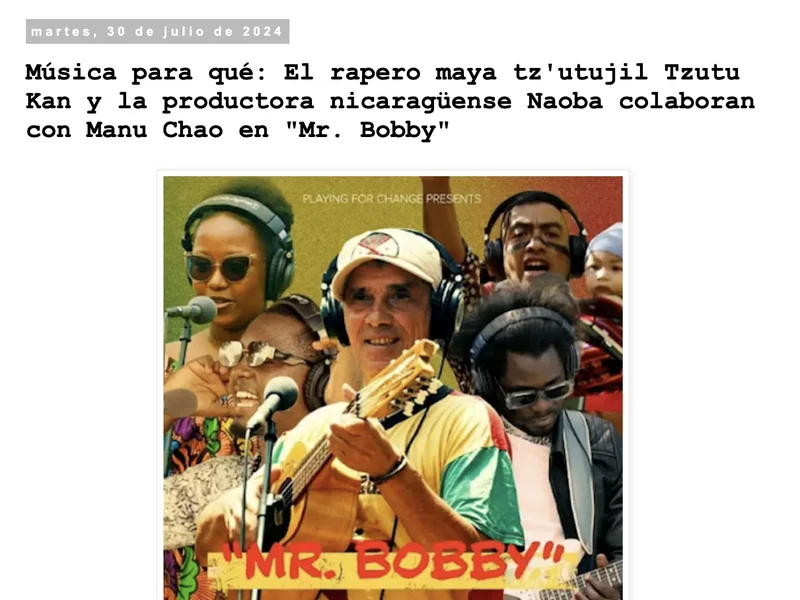 martes, 30 de julio de 2024
Música para qué: El rapero maya tz'utujil Tzutu
Kan y la productora nicaragüense Naoba colaboran
con Manu Chao en "Mr. Bobby"
PLAYING FOR CHANGE PRESENTS
"MR. BOBBY"